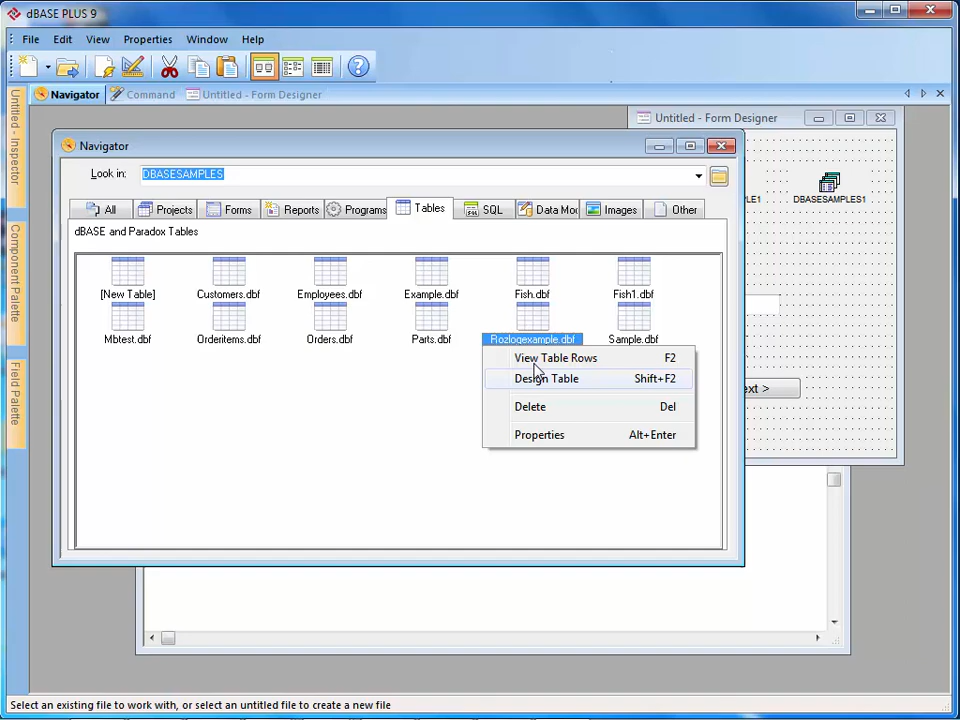 dBASE PLUS 9
File Edit View Properties Window Help
Navigator Command Untitled - Form Designer
Untitled - Inspector
Component Palette
Field Palette
Untitled - Form Designer
Navigator
Look in: DBASESAMPLES
All Projects Forms Reports Programs Tables SQL Data Mod Images Other
dBASE and Paradox Tables
LE1 DBASESAMPLES1
[New Table] Customers.dbf Employees.dbf Example.dbf Fish.dbf Fish1.dbf
Mbtest.dbf Orderitems.dbf Orders.dbf Parts.dbf Rozlogexample.dbf Sample.dbf
View Table Rows F2
Design Table Shift+F2
ext >
Delete Del
Properties Alt+Enter
Select an existing file to work with, or select an untitled file to create a new file